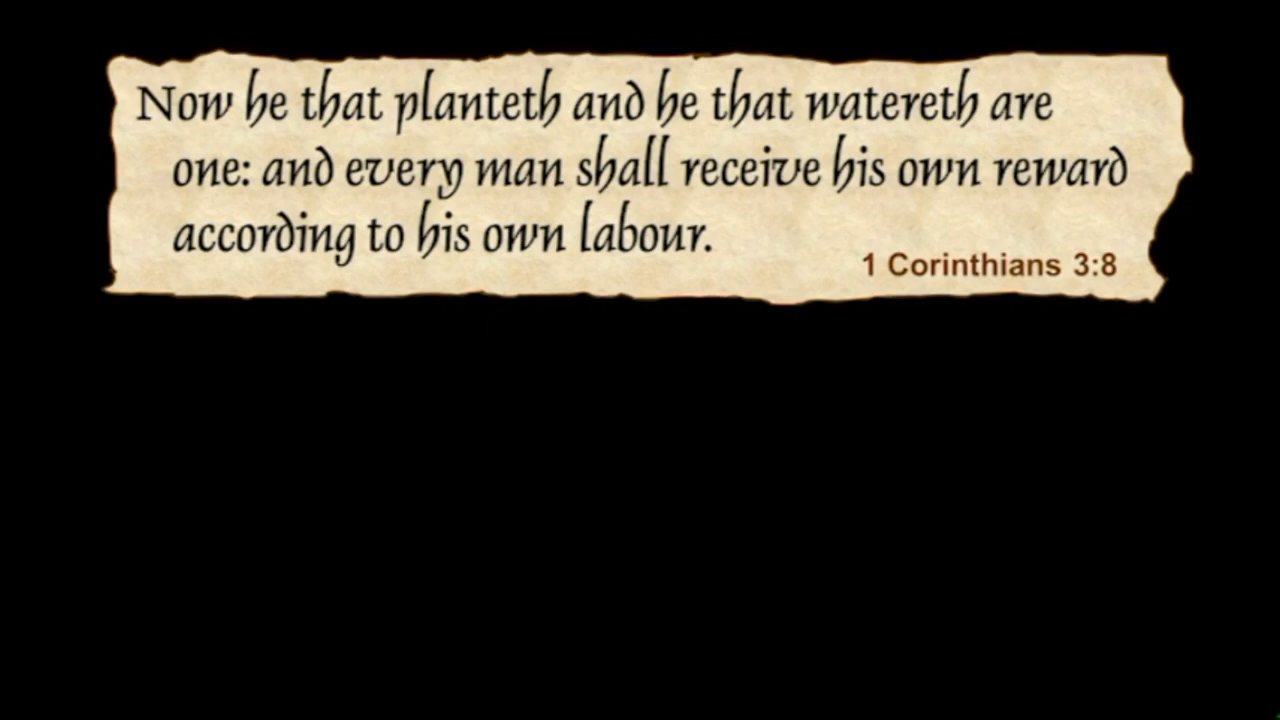 Now he that planteth and he that watereth are
one: and every man shall receive his own reward
according to his own labour.
1 Corinthians 3:8